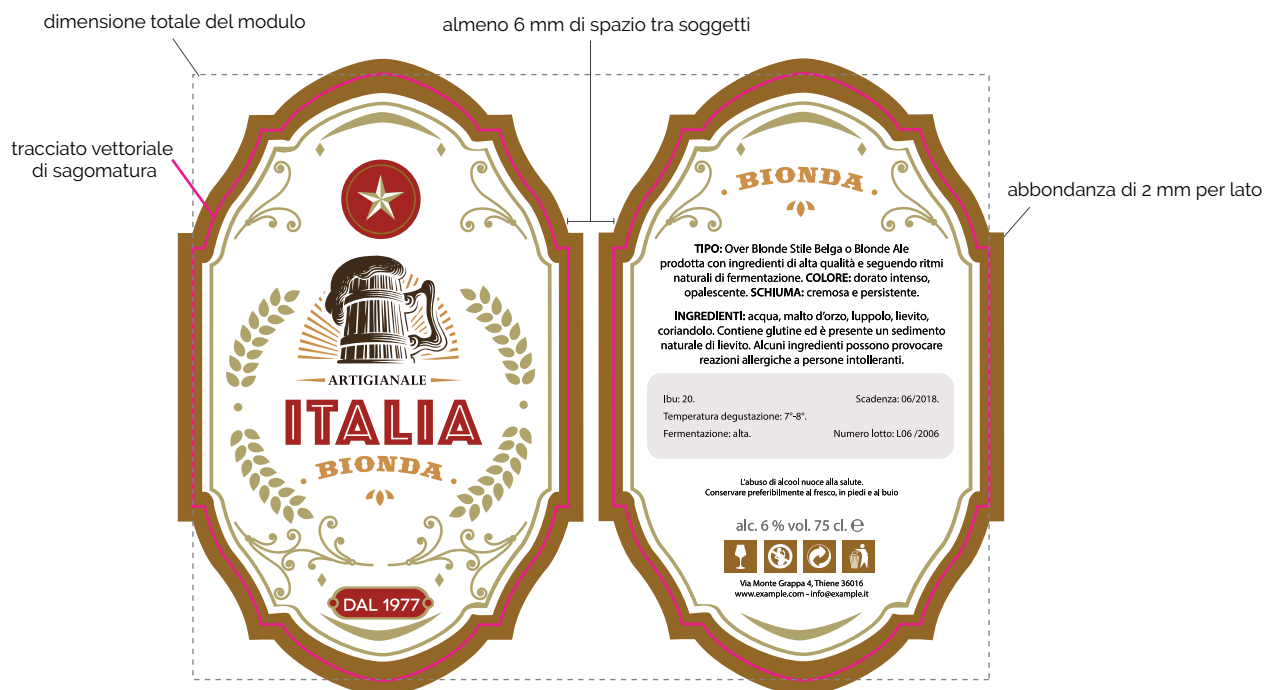 dimensione totale del modulo
almeno 6 mm di spazio tra soggetti
tracciato vettoriale
di sagomatura
abbondanza di 2 mm per lato
ARTIGIANALE
ITALIA
BIONDA
DAL 1977
BIONDA
TIPO: Over Blonde Stile Belga o Blonde Ale
prodotta con ingredienti di alta qualità e seguendo ritmi
naturali di fermentazione. COLORE: dorato intenso,
opalescente. SCHIUMA: cremosa e persistente.
INGREDIENTI: acqua, malto d'orzo, luppolo, lievito,
coriandolo. Contiene glutine ed è presente un sedimento
naturale di lievito. Alcuni ingredienti possono provocare
reazioni allergiche a persone intolleranti.
Ibu: 20. Scadenza: 06/2018.
Temperatura degustazione: 7°-8°.
Fermentazione: alta. Numero lotto: L06 /2006
L'abuso di alcool nuoce alla salute.
Conservare preferibilmente al fresco, in piedi e al buio
alc. 6 % vol. 75 cl. ℮
Via Monte Grappa 4, Thiene 36016
www.example.com - info@example.it